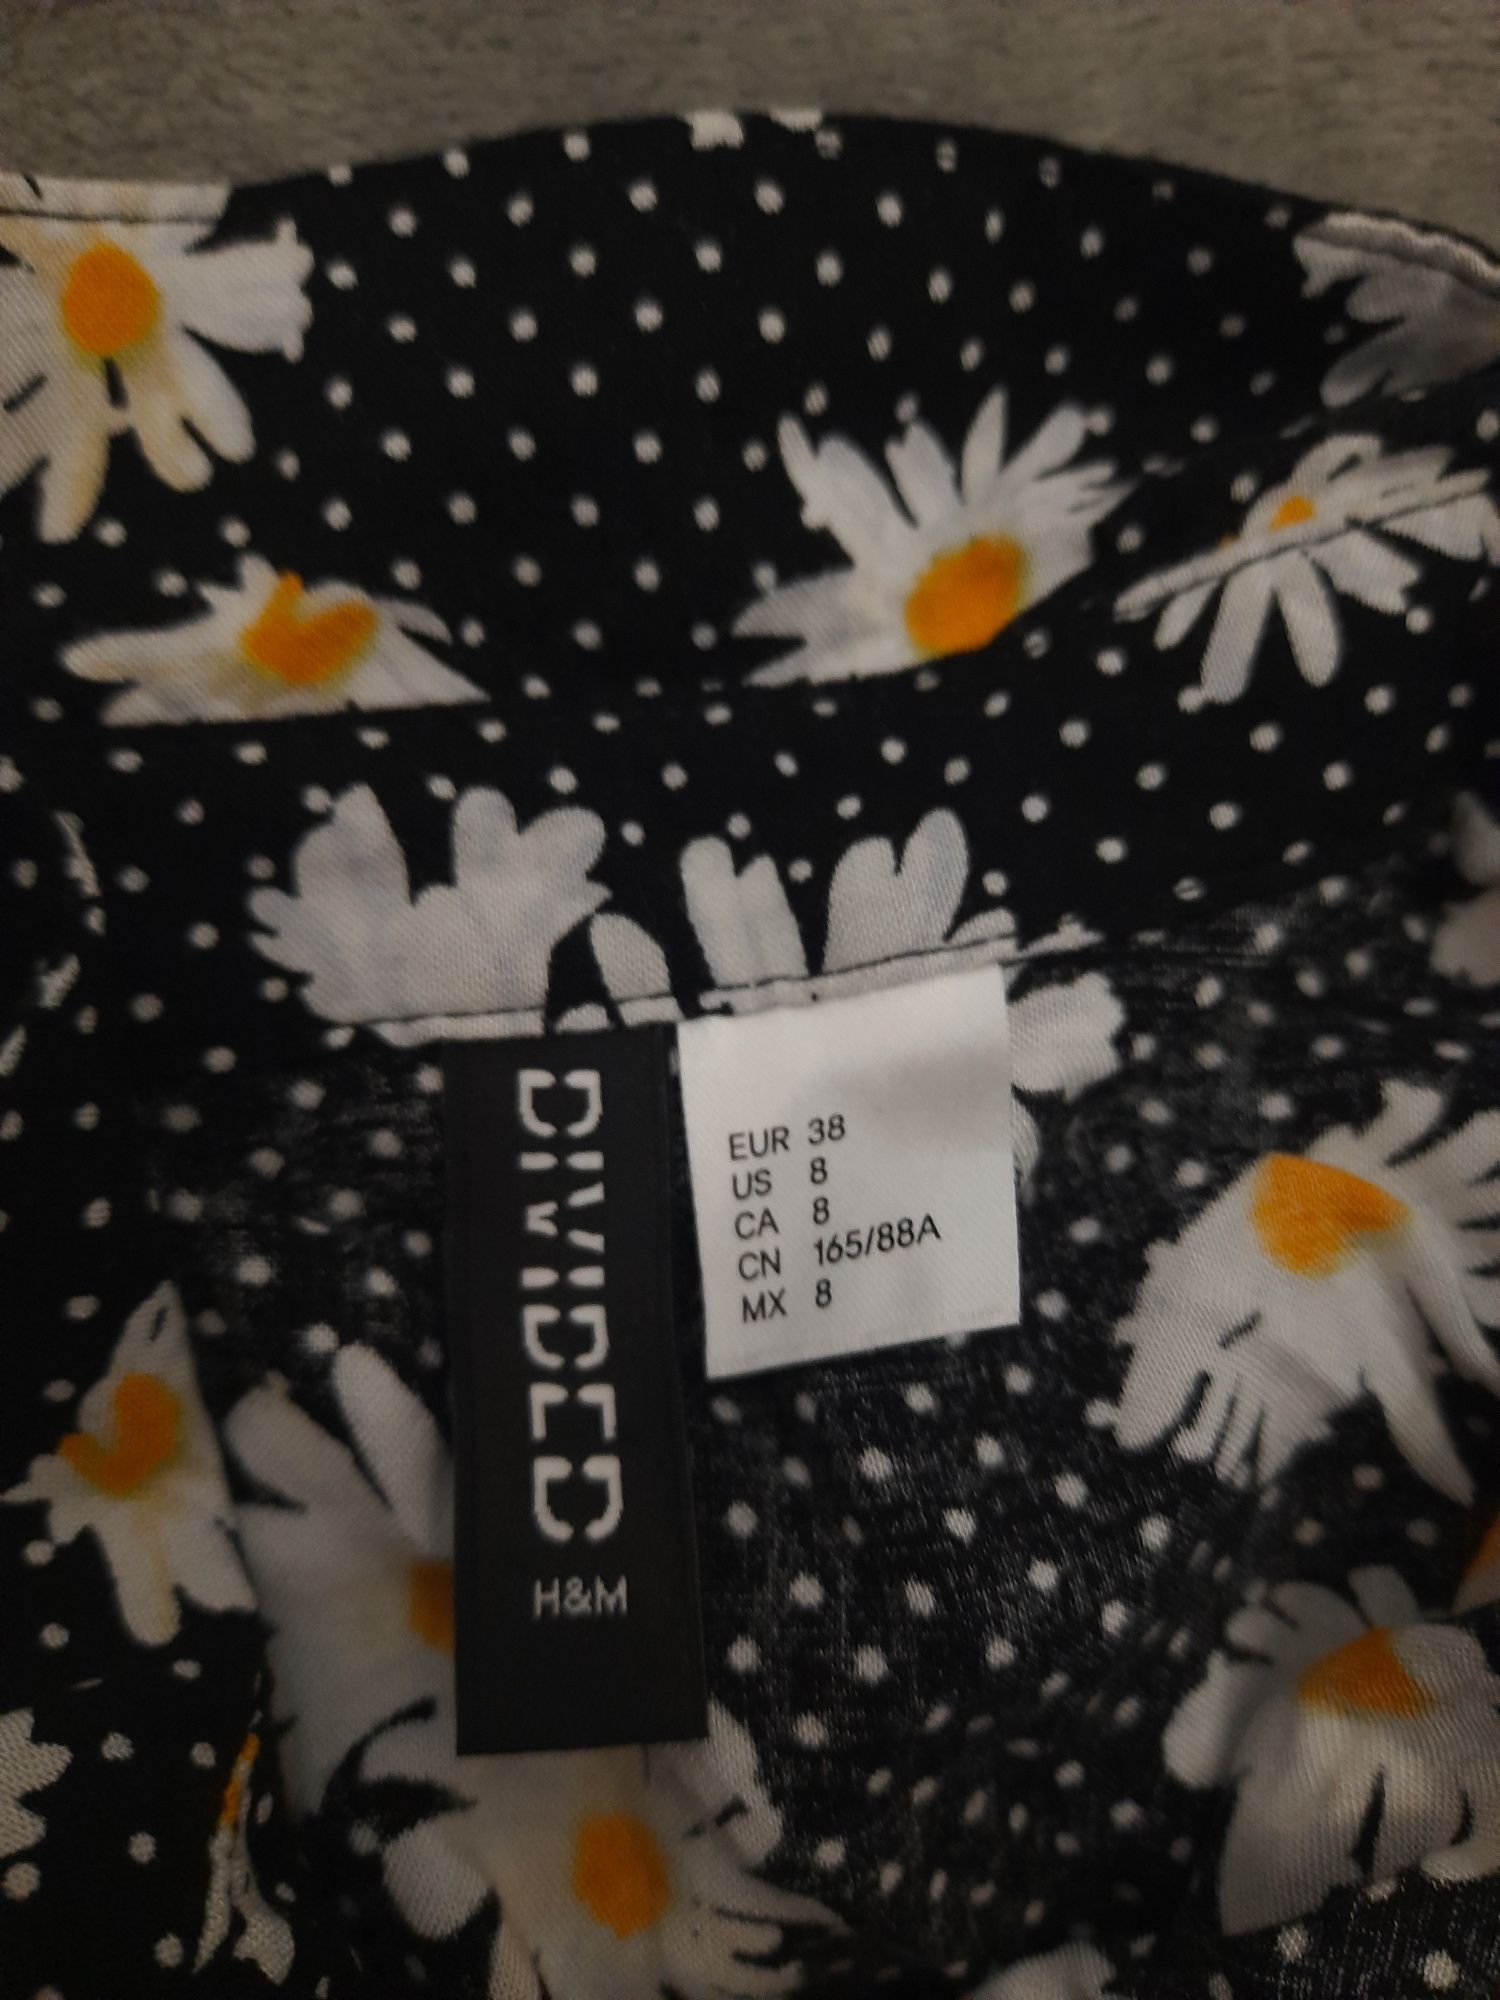 DIVIDED
H&M
EUR 38
US 8
CA 8
CN 165/88A
MX 8